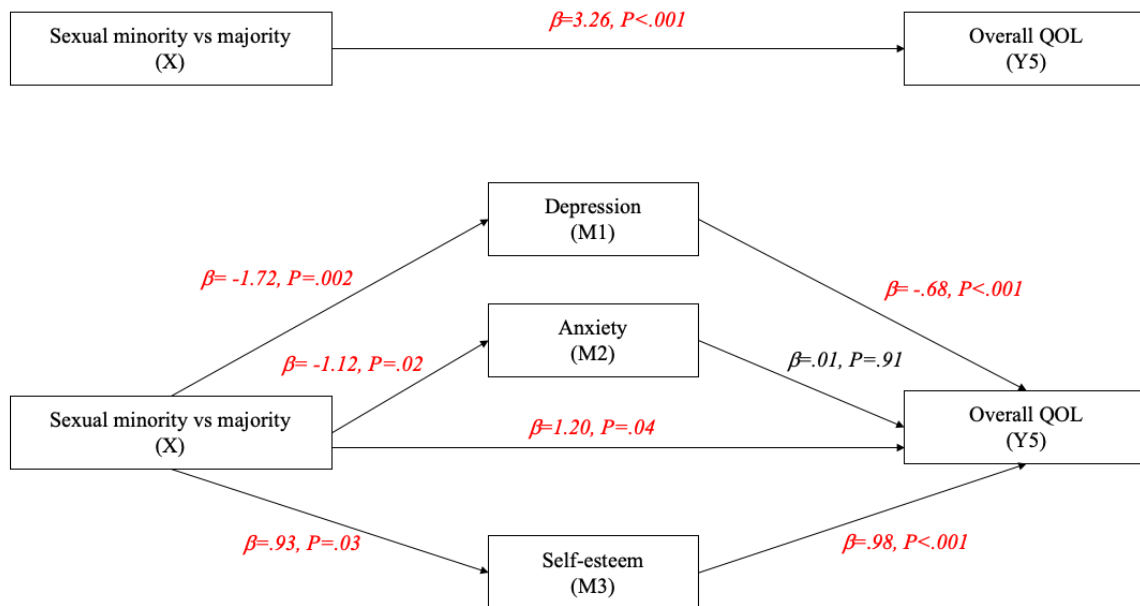 β=3.26, P<.001
Sexual minority vs majority
(X)
Overall QOL
(Y5)
Depression
(M1)
β= -1.72, P=.002
β= -.68, P<.001
Anxiety
(M2)
β= -1.12, P=.02
β=.01, P=.91
Sexual minority vs majority
(X)
β=1.20, P=.04
Overall QOL
(Y5)
β=.93, P=.03
β=.98, P<.001
Self-esteem
(M3)